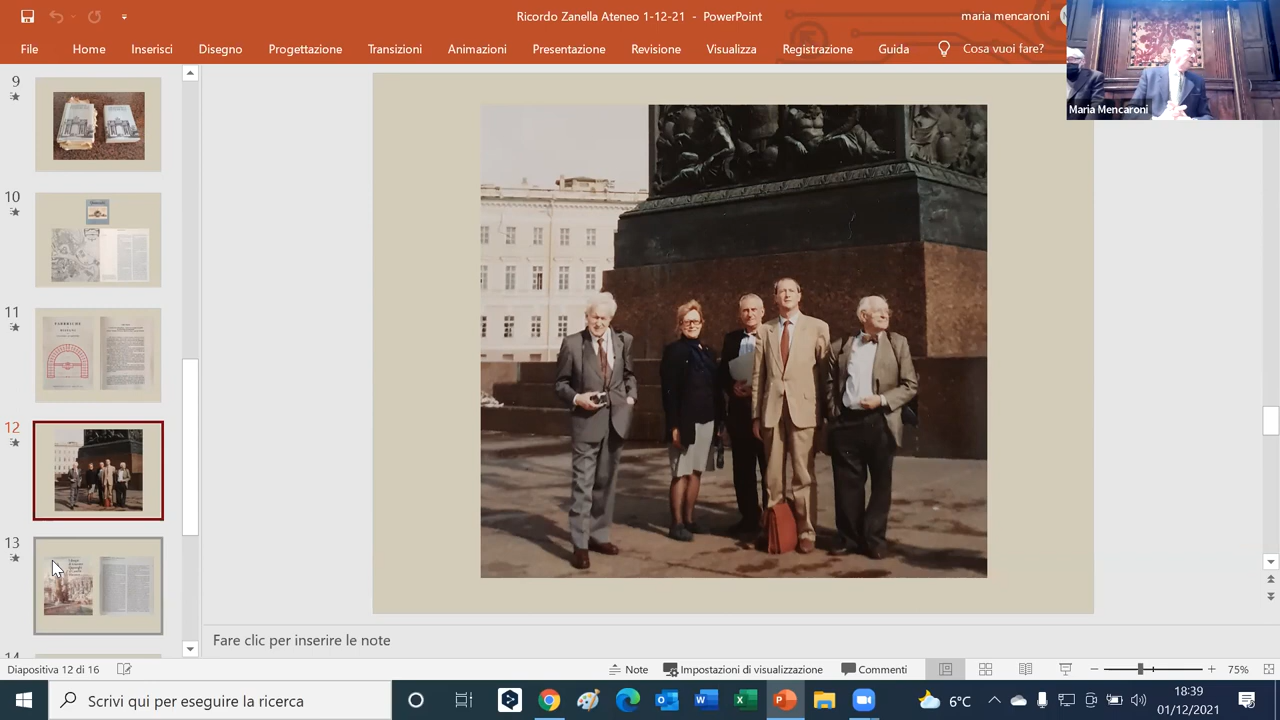 Ricordo Zanella Ateneo 1-12-21 - PowerPoint
maria mencaroni
File Home Inserisci Disegno Progettazione Transizioni Animazioni Presentazione Revisione Visualizza Registrazione Guida Cosa vuoi fare?
Maria Mencaroni
9
10
11
12
13
Fare clic per inserire le note
Diapositiva 12 di 16 Note Impostazioni di visualizzazione Commenti 75%
Scrivi qui per eseguire la ricerca
6°C
18:39
01/12/2021